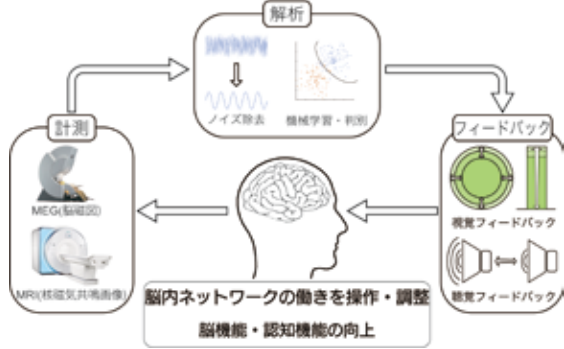 解析
ノイズ除去
機械学習・判別
計測
MEG(脳磁図)
MRI(核磁気共鳴画像)
フィードバック
視覚フィードバック
聴覚フィードバック
脳内ネットワークの働きを操作・調整
脳機能・認知機能の向上